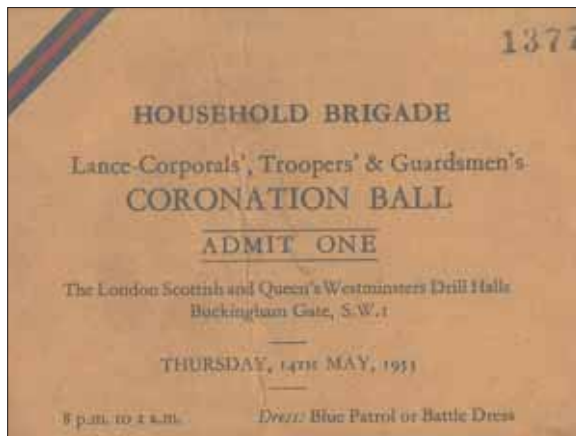 1377
HOUSEHOLD BRIGADE
Lance-Corporals', Troopers' & Guardsmen's
CORONATION BALL
ADMIT ONE
The London Scottish and Queen's Westminsters Drill Halls
Buckingham Gate, S.W.1
THURSDAY, 14TH MAY, 1953
8 p.m. to 2 a.m. Dress: Blue Patrol or Battle Dress